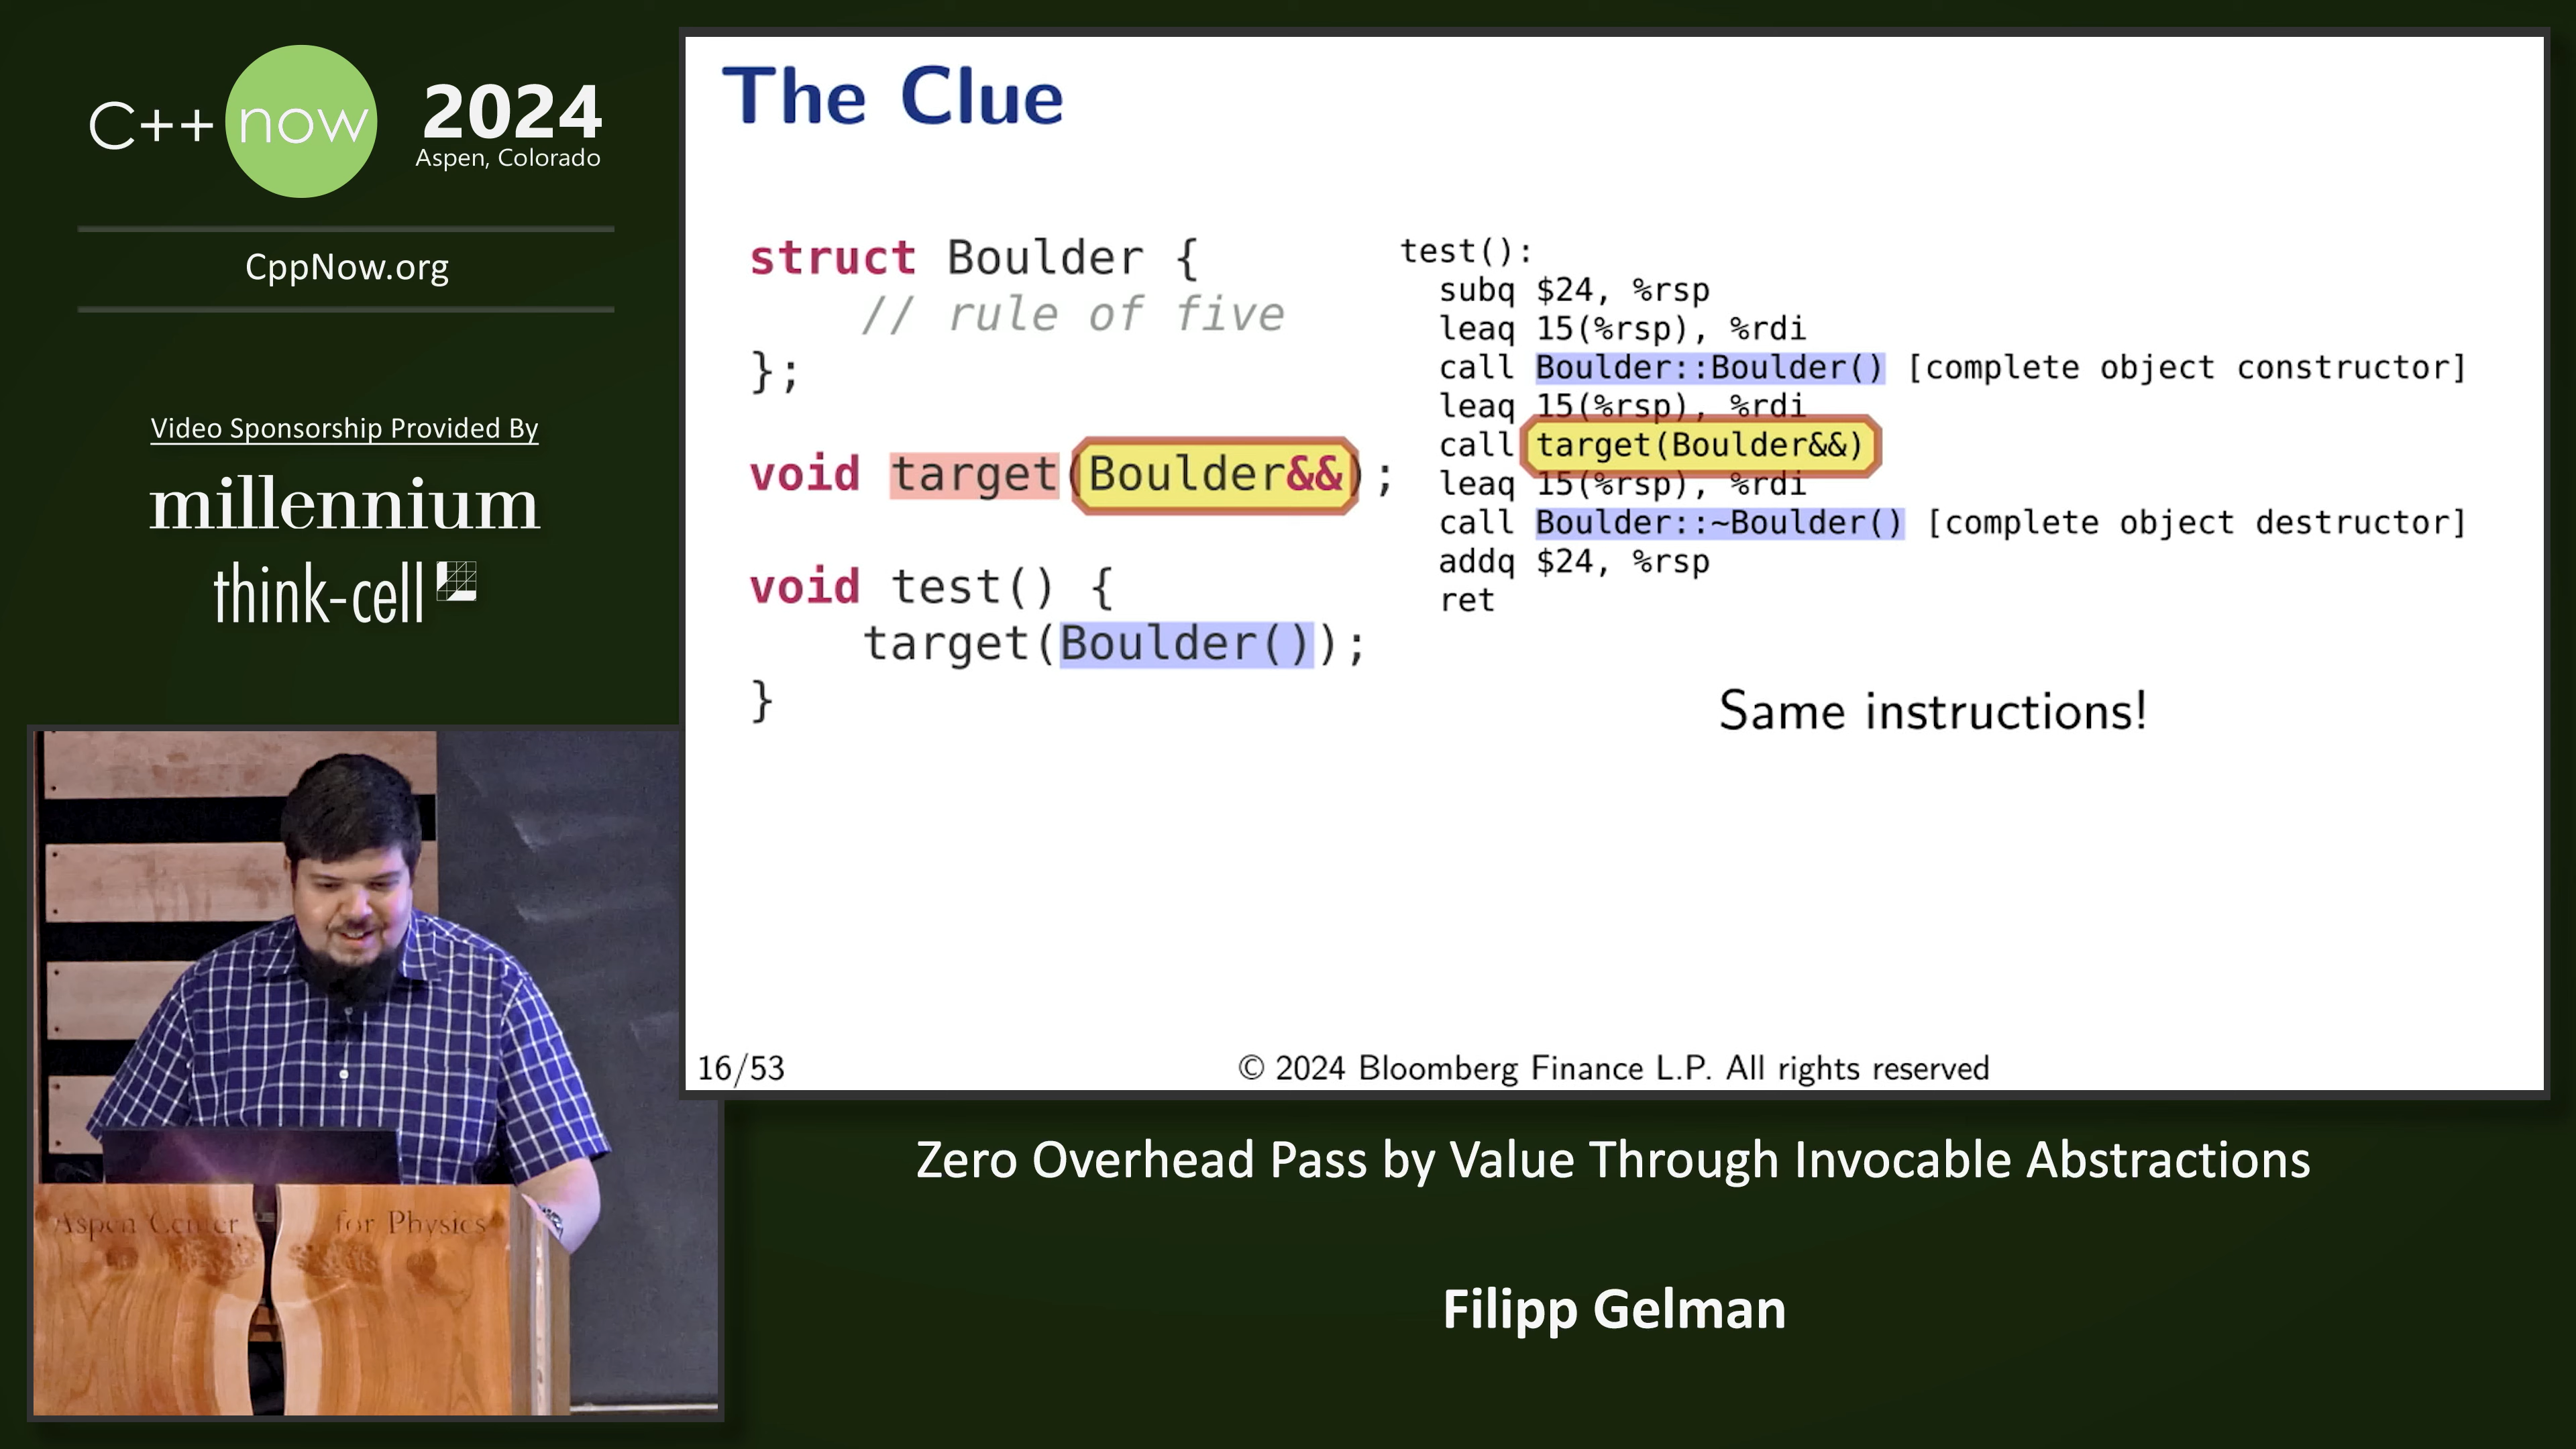 C++ now 2024
Aspen, Colorado
CppNow.org
Video Sponsorship Provided By
millennium
think-cell
The Clue
struct Boulder {
// rule of five
};
void target(Boulder&&);
void test() {
target(Boulder());
}
test():
subq $24, %rsp
leaq 15(%rsp), %rdi
call Boulder::Boulder() [complete object constructor]
leaq 15(%rsp), %rdi
call target(Boulder&&)
leaq 15(%rsp), %rdi
call Boulder::~Boulder() [complete object destructor]
addq $24, %rsp
ret
Same instructions!
16/53
© 2024 Bloomberg Finance L.P. All rights reserved
Aspen Center for Physics
Zero Overhead Pass by Value Through Invocable Abstractions
Filipp Gelman